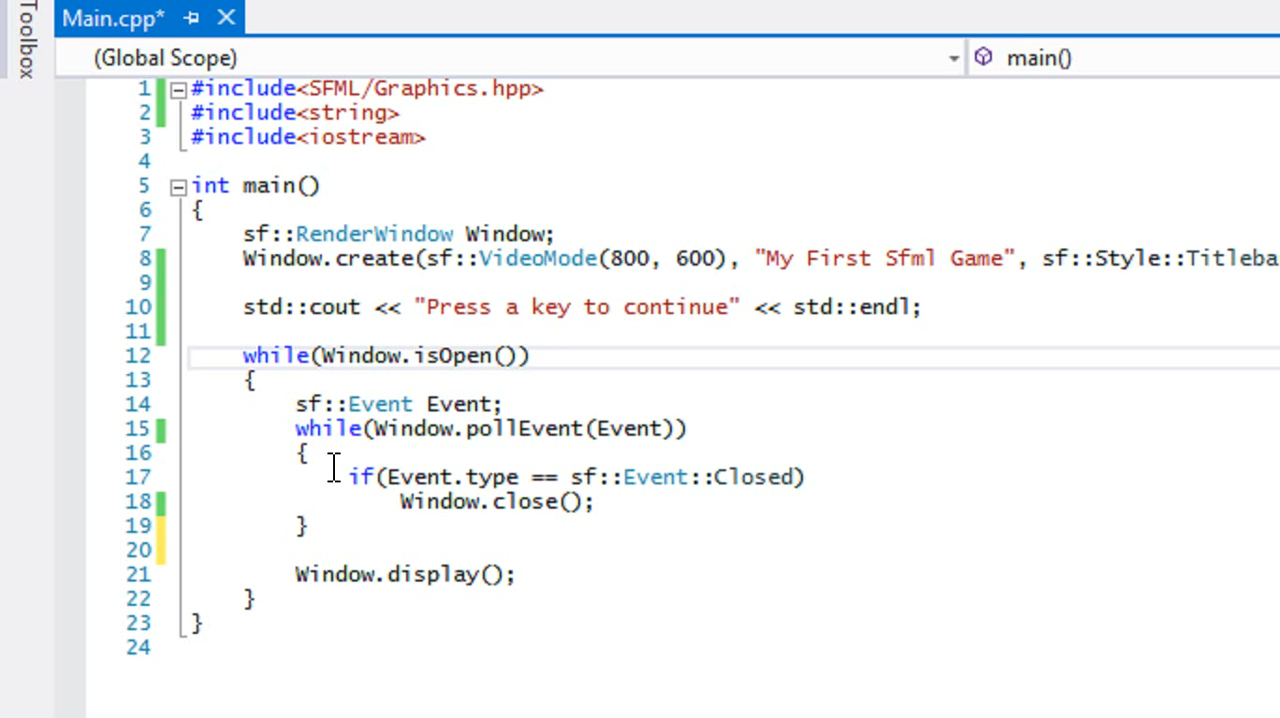 Toolbox
Main.cpp*
(Global Scope)
main()
1 #include<SFML/Graphics.hpp>
2 #include<string>
3 #include<iostream>
4
5 int main()
6 {
7 sf::RenderWindow Window;
8 Window.create(sf::VideoMode(800, 600), "My First Sfml Game", sf::Style::Titleba
9
10 std::cout << "Press a key to continue" << std::endl;
11
12 while(Window.isOpen())
13 {
14 sf::Event Event;
15 while(Window.pollEvent(Event))
16 {
17 if(Event.type == sf::Event::Closed)
18 Window.close();
19 }
20
21 Window.display();
22 }
23 }
24